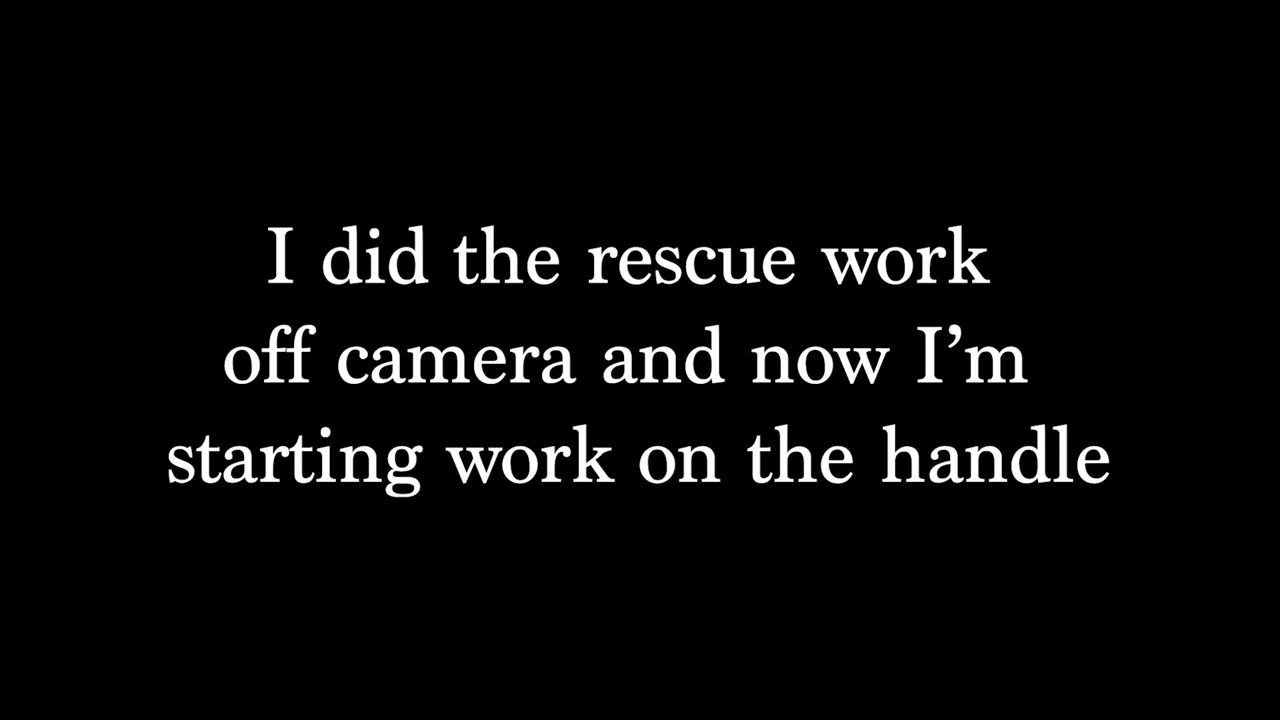 I did the rescue work
off camera and now I’m
starting work on the handle